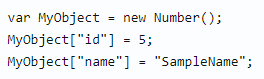 var MyObject = new Number();
MyObject["id"] = 5;
MyObject["name"] = "SampleName";